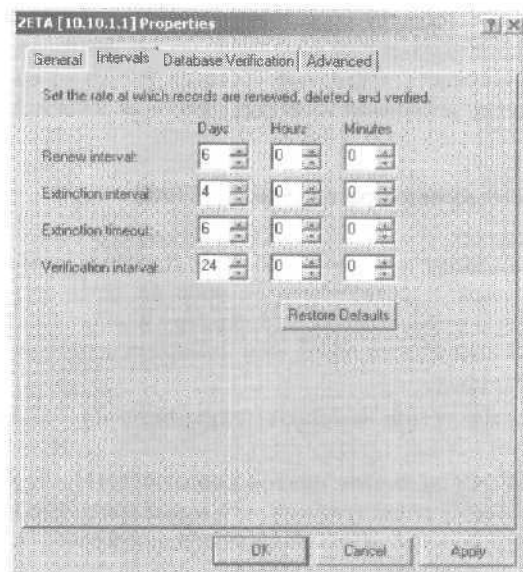 ZETA [10.10.1.1] Properties ? X
General Intervals Database Verification Advanced
Set the rate at which records are renewed, deleted, and verified.
Days Hours Minutes
Renew interval: 6 0 0
Extinction interval: 4 0 0
Extinction timeout: 6 0 0
Verification interval: 24 0 0
Restore Defaults
OK Cancel Apply